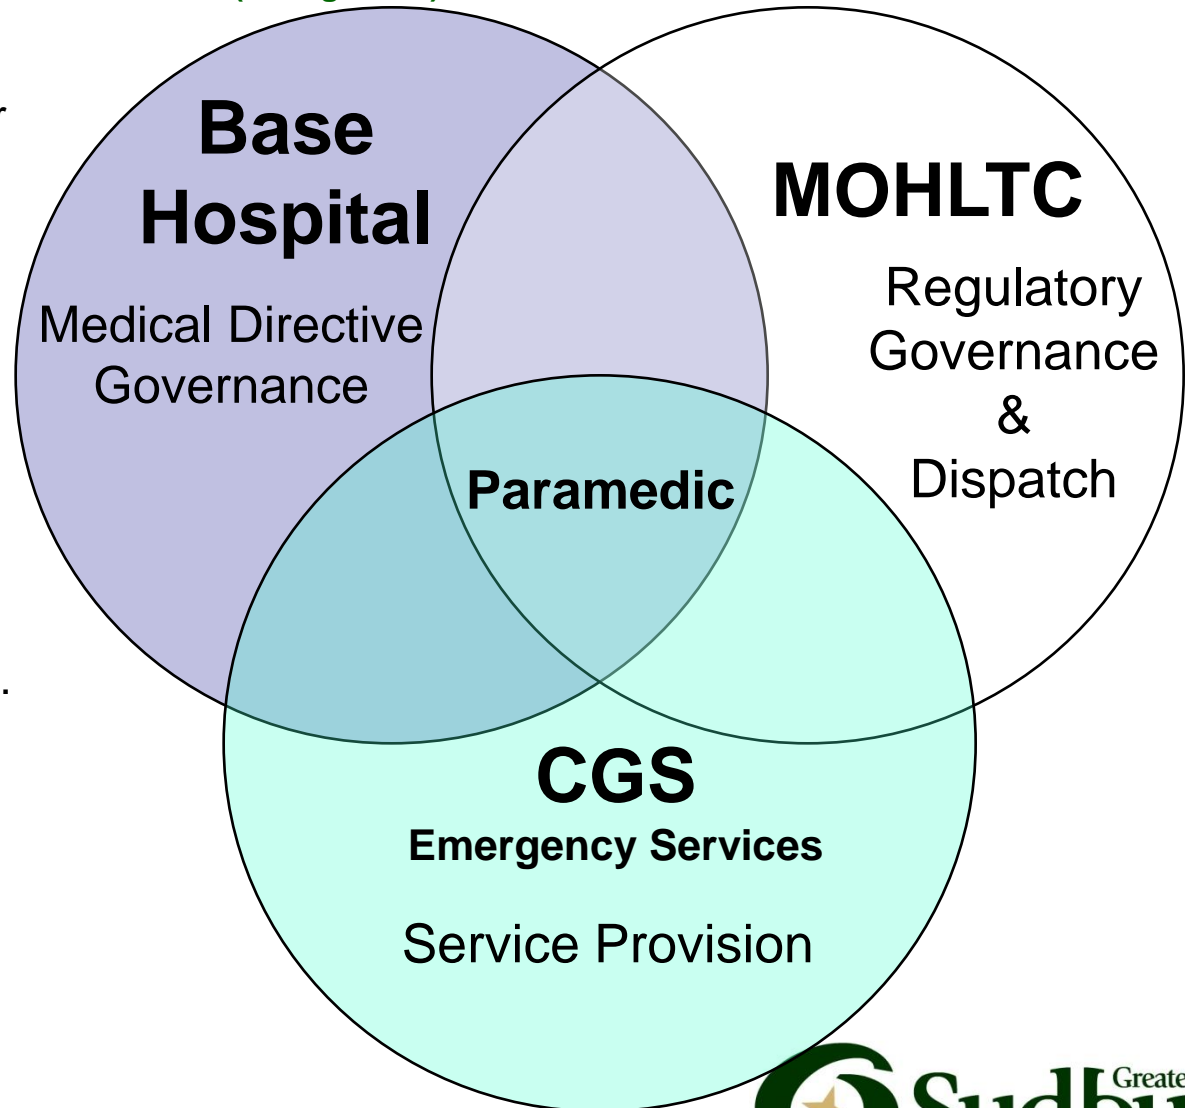 Base
Hospital
Medical Directive
Governance
MOHLTC
Regulatory
Governance
&
Dispatch
Paramedic
CGS
Emergency Services
Service Provision
Greate